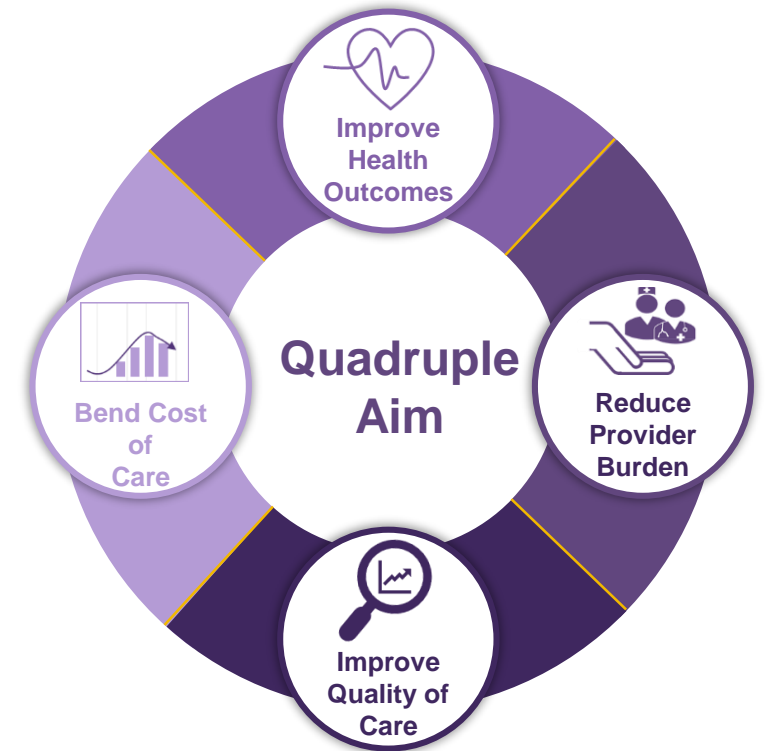 Improve
Health
Outcomes
Quadruple
Aim
Bend Cost
of
Care
Reduce
Provider
Burden
Improve
Quality of
Care